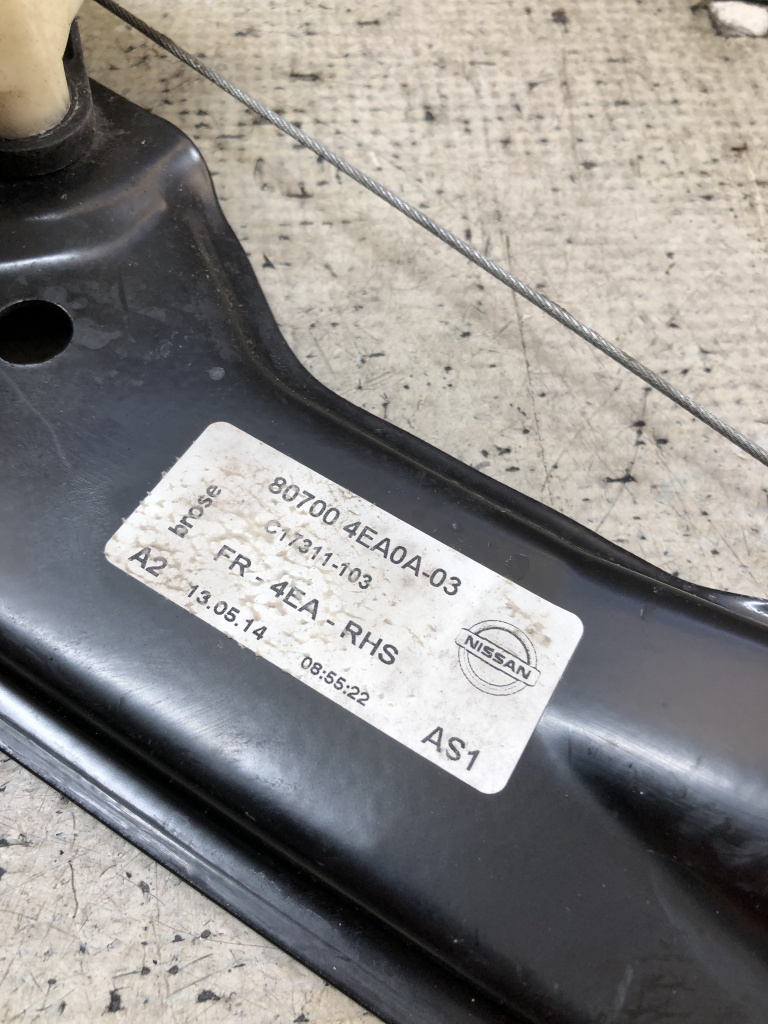 80700 4EA0A-03
brose
C17311-103
FR - 4EA - RHS
NISSAN
A2
13.05.14
08:55:22
AS1